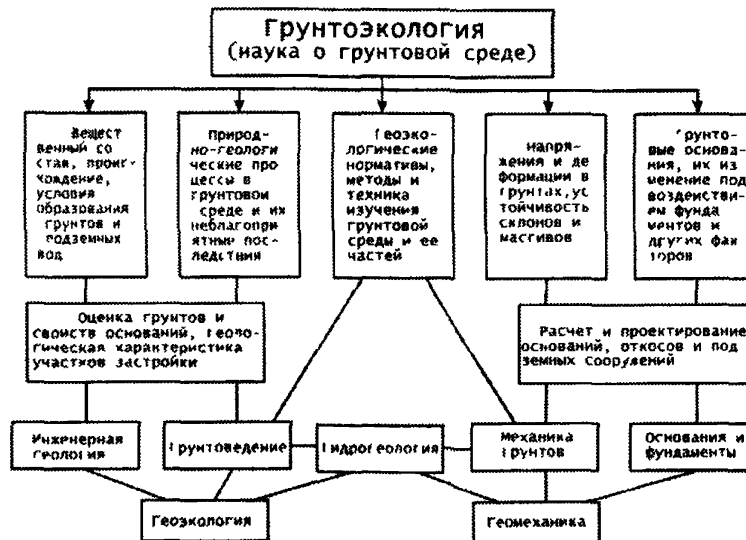 Грунтоэкология
(наука о грунтовой среде)
Вещест
венный со
став, проис-
хождение,
условия
образования
грунтов и
подземных
вод
Природ-
но-геологи
ческие про
цессы в
грунтовой
среде и их
неблагопри
ятные пос-
ледствия
Геоэко-
логические
нормативы,
методы и
техника
изучения
грунтовой
среды и ее
частей
Напря-
жения и де
формации в
грунтах, ус
тойчивость
склонов и
массивов
Грунто-
вые основа-
ния, их из
менение под
воздействи-
ем фунда
ментов и
других фак
торов
Оценка грунтов и
свойств оснований, геоло-
гическая характеристика
участков застройки
Расчет и проектирование
оснований, откосов и под
земных сооружений
Инженерная
геология
Грунтоведение
Гидрогеология
Механика
грунтов
Основания и
фундаменты
Геоэкология
Геомеханика